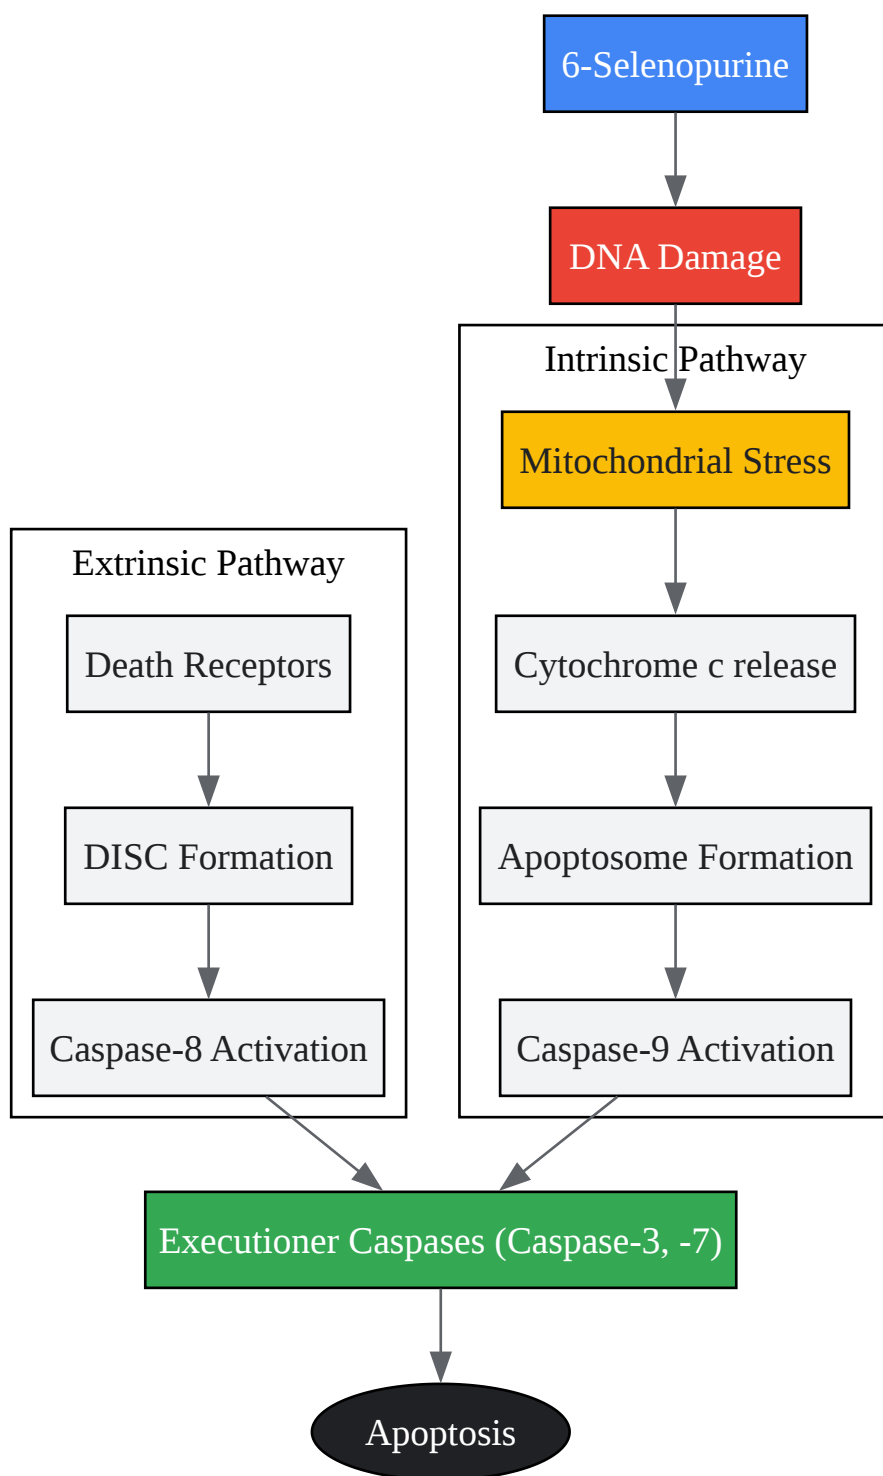 6-Selenopurine
DNA Damage
Intrinsic Pathway
Mitochondrial Stress
Extrinsic Pathway
Death Receptors
Cytochrome c release
DISC Formation
Apoptosome Formation
Caspase-8 Activation
Caspase-9 Activation
Executioner Caspases (Caspase-3, -7)
Apoptosis